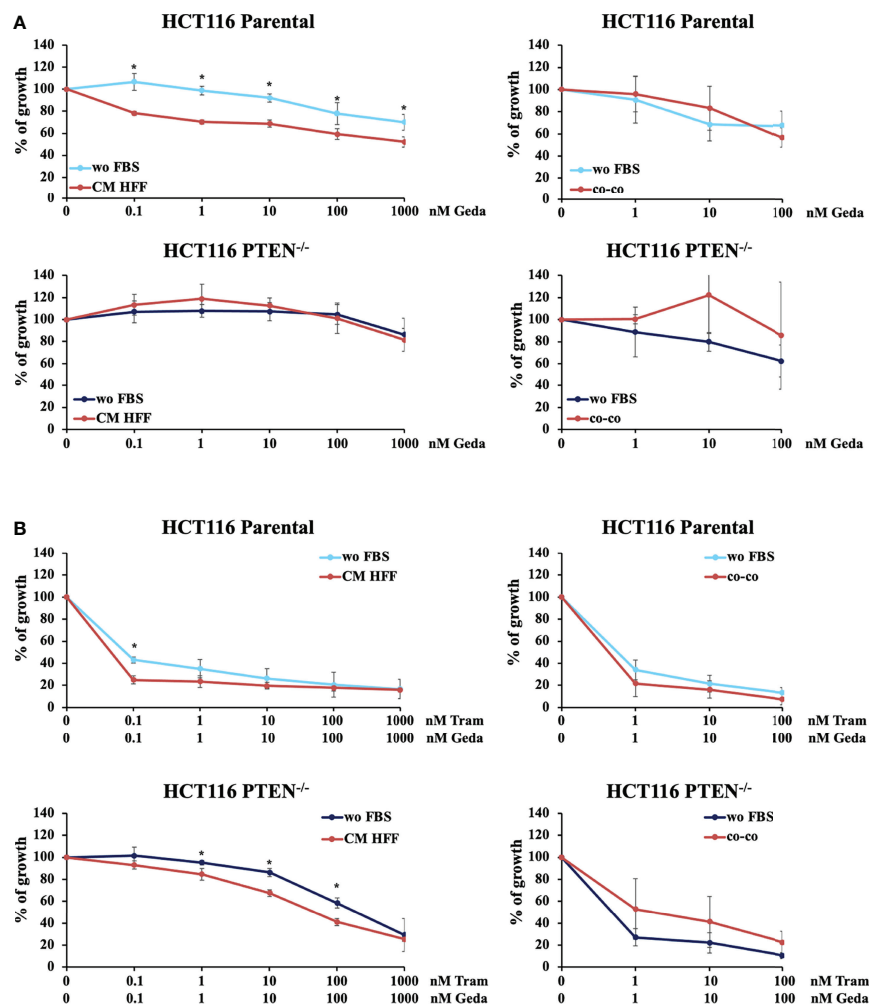 A
HCT116 Parental
% of growth
140
120
100
80
60
40
20
0
* * * * *
wo FBS
CM HFF
0 0.1 1 10 100 1000 nM Geda
HCT116 Parental
% of growth
140
120
100
80
60
40
20
0
wo FBS
co-co
0 1 10 100 nM Geda
HCT116 PTEN-/-
% of growth
140
120
100
80
60
40
20
0
wo FBS
CM HFF
0 0.1 1 10 100 1000 nM Geda
HCT116 PTEN-/-
% of growth
140
120
100
80
60
40
20
0
wo FBS
co-co
0 1 10 100 nM Geda
B
HCT116 Parental
% of growth
140
120
100
80
60
40
20
0
wo FBS
CM HFF
*
0 0.1 1 10 100 1000 nM Tram
0 0.1 1 10 100 1000 nM Geda
HCT116 Parental
% of growth
140
120
100
80
60
40
20
0
wo FBS
co-co
0 1 10 100 nM Tram
0 1 10 100 nM Geda
HCT116 PTEN-/-
% of growth
140
120
100
80
60
40
20
0
wo FBS
CM HFF
* * *
0 0.1 1 10 100 1000 nM Tram
0 0.1 1 10 100 1000 nM Geda
HCT116 PTEN-/-
% of growth
140
120
100
80
60
40
20
0
wo FBS
co-co
0 1 10 100 nM Tram
0 1 10 100 nM Geda